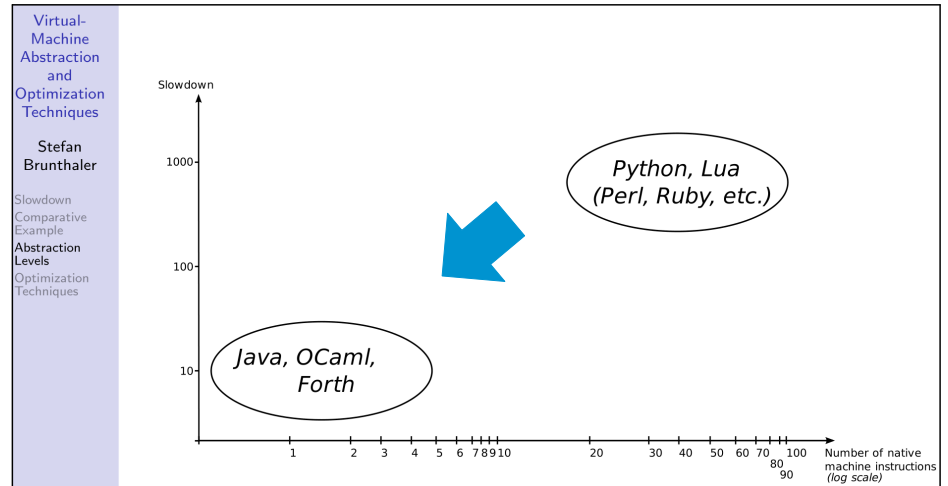 Virtual-
Machine
Abstraction
and
Optimization
Techniques
Stefan
Brunthaler
Slowdown
Comparative
Example
Abstraction
Levels
Optimization
Techniques
Slowdown
1000
Python, Lua
(Perl, Ruby, etc.)
100
Java, OCaml,
Forth
10
1 2 3 4 5 6 7 8 9 10 20 30 40 50 60 70 80 90 100
Number of native
machine instructions
(log scale)